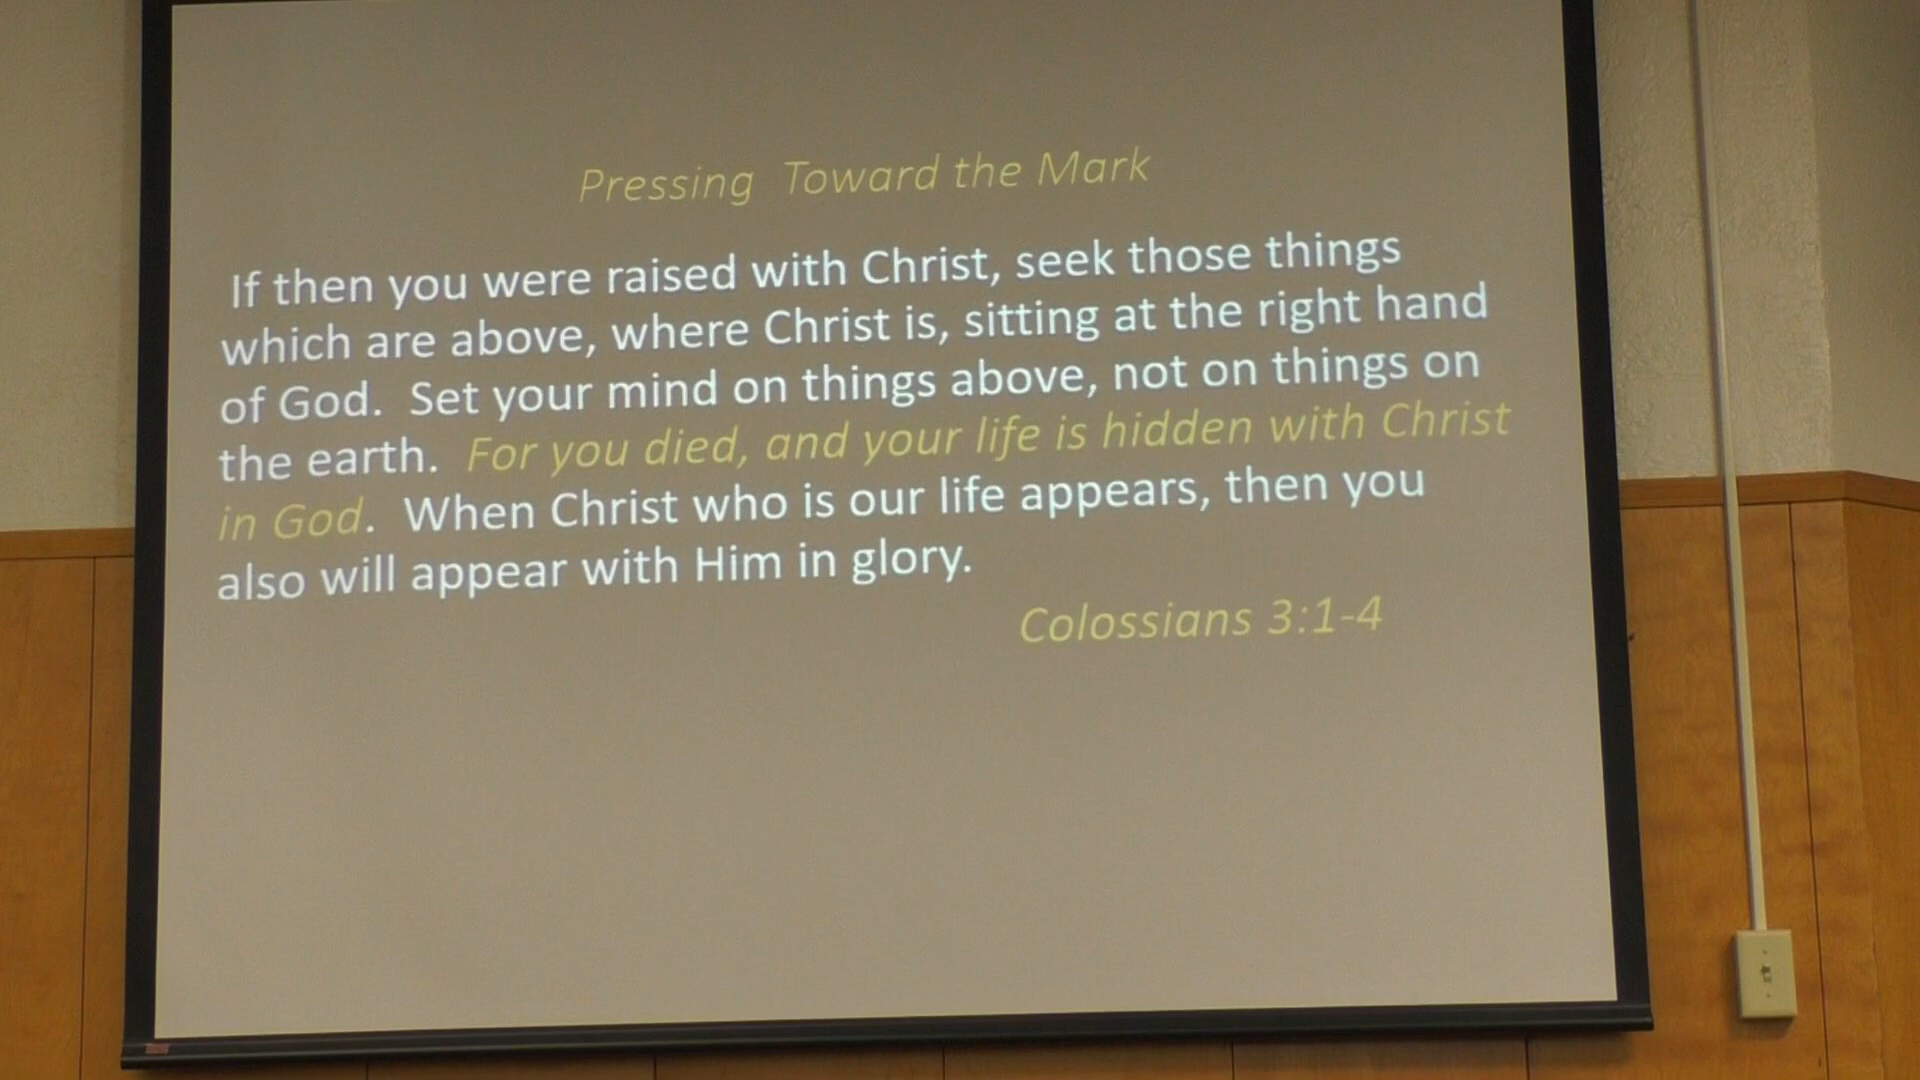 Pressing Toward the Mark
If then you were raised with Christ, seek those things
which are above, where Christ is, sitting at the right hand
of God. Set your mind on things above, not on things on
the earth. For you died, and your life is hidden with Christ
in God. When Christ who is our life appears, then you
also will appear with Him in glory.
Colossians 3:1-4